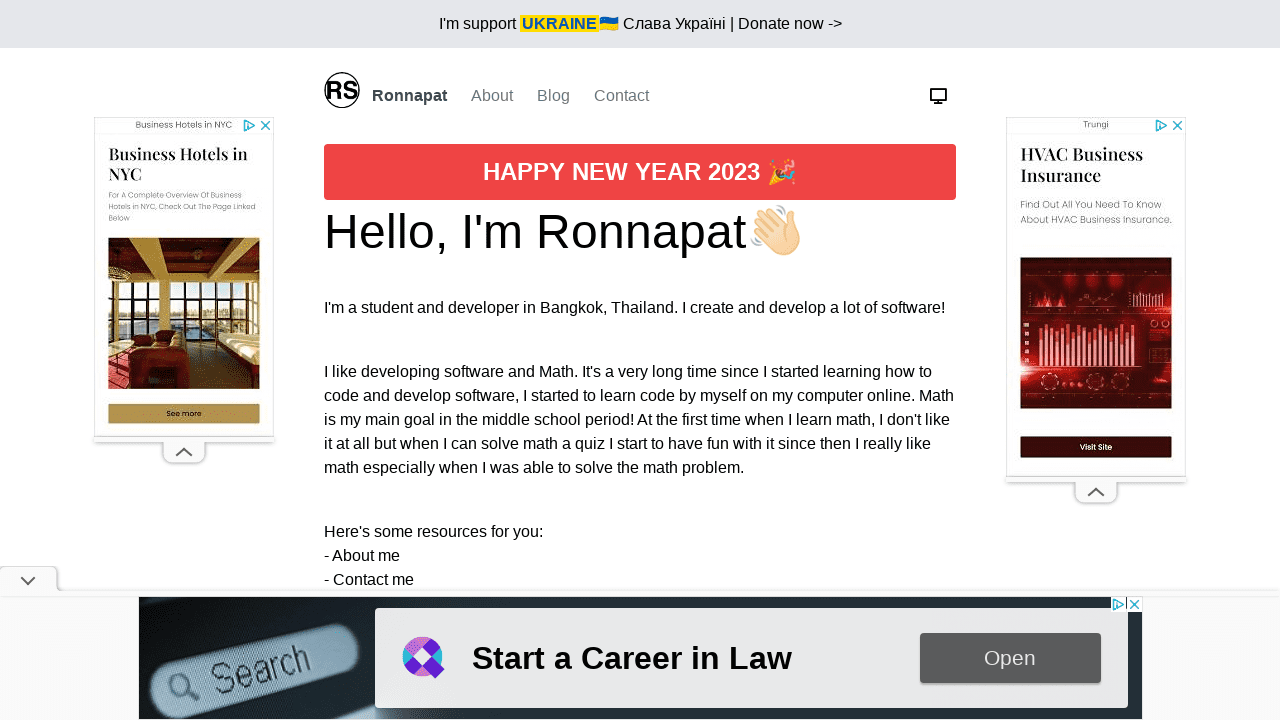 I'm support UKRAINE🇺🇦 Слава Україні | Donate now ->
RS Ronnapat About Blog Contact
HAPPY NEW YEAR 2023 🎉
Hello, I'm Ronnapat👋🏻
I'm a student and developer in Bangkok, Thailand. I create and develop a lot of software!
I like developing software and Math. It's a very long time since I started learning how to
code and develop software, I started to learn code by myself on my computer online. Math
is my main goal in the middle school period! At the first time when I learn math, I don't like
it at all but when I can solve math a quiz I start to have fun with it since then I really like
math especially when I was able to solve the math problem.
Here's some resources for you:
- About me
- Contact me
Business Hotels in NYC
Business Hotels in
NYC
For A Complete Overview Of Business
Hotels in NYC, Check Out The Page Linked
Below
See more
Trungi
HVAC Business
Insurance
Find Out All You Need To Know
About HVAC Business Insurance.
Visit Site
Search
Start a Career in Law
Open